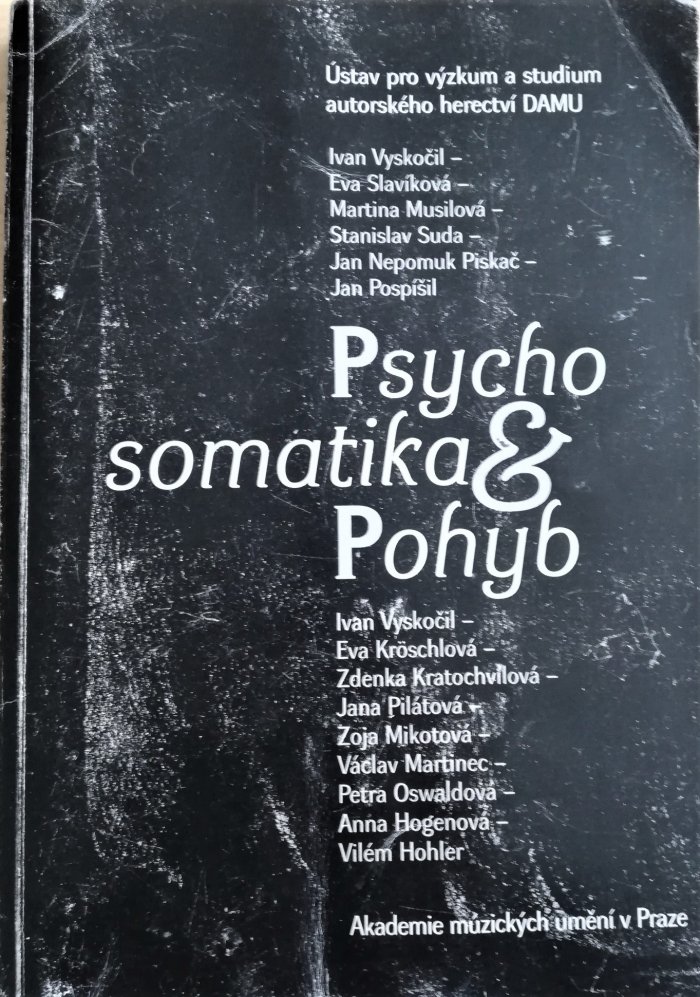 Ústav pro výzkum a studium
autorského herectví DAMU
Ivan Vyskočil –
Eva Slavíková –
Martina Musilová –
Stanislav Suda –
Jan Nepomuk Piskač –
Jan Pospíšil
Psycho
somatika &
Pohyb
Ivan Vyskočil –
Eva Kröschlová –
Zdenka Kratochvílová –
Jana Pilátová –
Zoja Mikotová –
Václav Martinec –
Petra Oswaldová –
Anna Hogenová –
Vilém Hohler
Akademie múzických umění v Praze